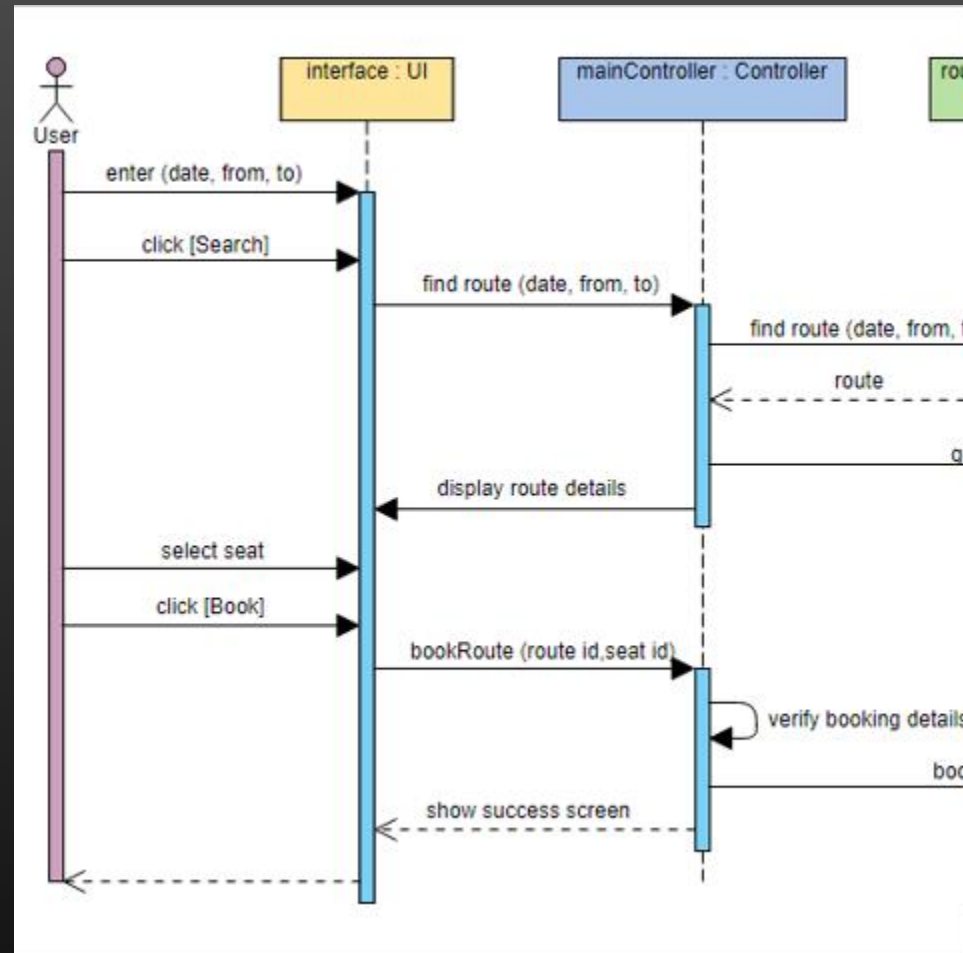 interface : UI
mainController : Controller
User
enter (date, from, to)
click [Search]
find route (date, from, to)
find route (date, from,
route
display route details
select seat
click [Book]
bookRoute (route id,seat id)
verify booking details
show success screen